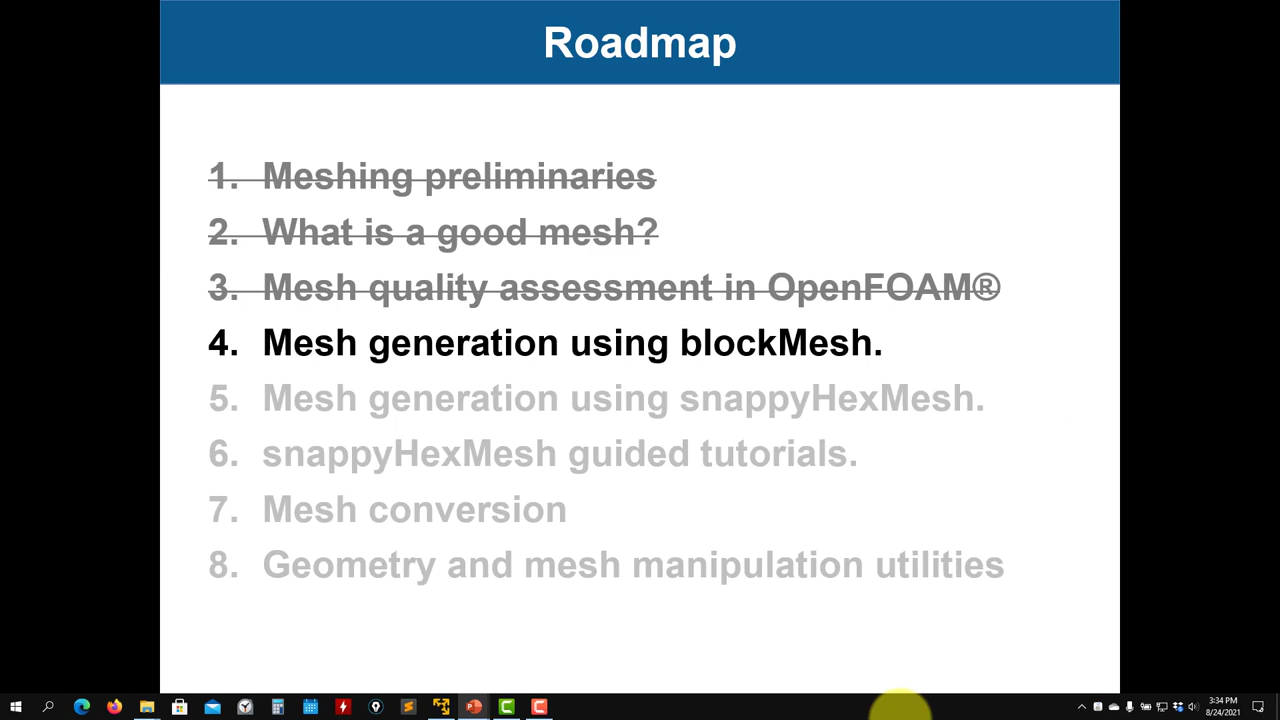 Roadmap
1. Meshing preliminaries
2. What is a good mesh?
3. Mesh quality assessment in OpenFOAM®
4. Mesh generation using blockMesh.
5. Mesh generation using snappyHexMesh.
6. snappyHexMesh guided tutorials.
7. Mesh conversion
8. Geometry and mesh manipulation utilities
3:34 PM
8/24/2021